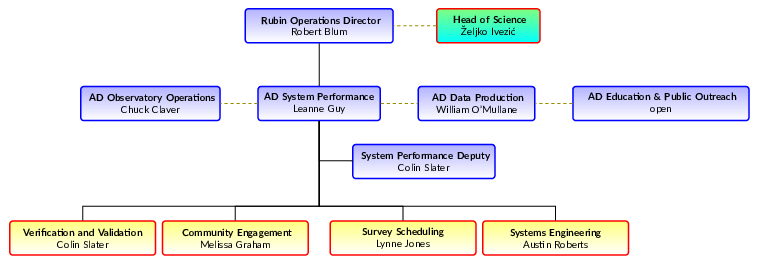 Rubin Operations Director
Robert Blum
Head of Science
Željko Ivezić
AD Observatory Operations
Chuck Claver
AD System Performance
Leanne Guy
AD Data Production
William O'Mullane
AD Education & Public Outreach
open
System Performance Deputy
Colin Slater
Verification and Validation
Colin Slater
Community Engagement
Melissa Graham
Survey Scheduling
Lynne Jones
Systems Engineering
Austin Roberts